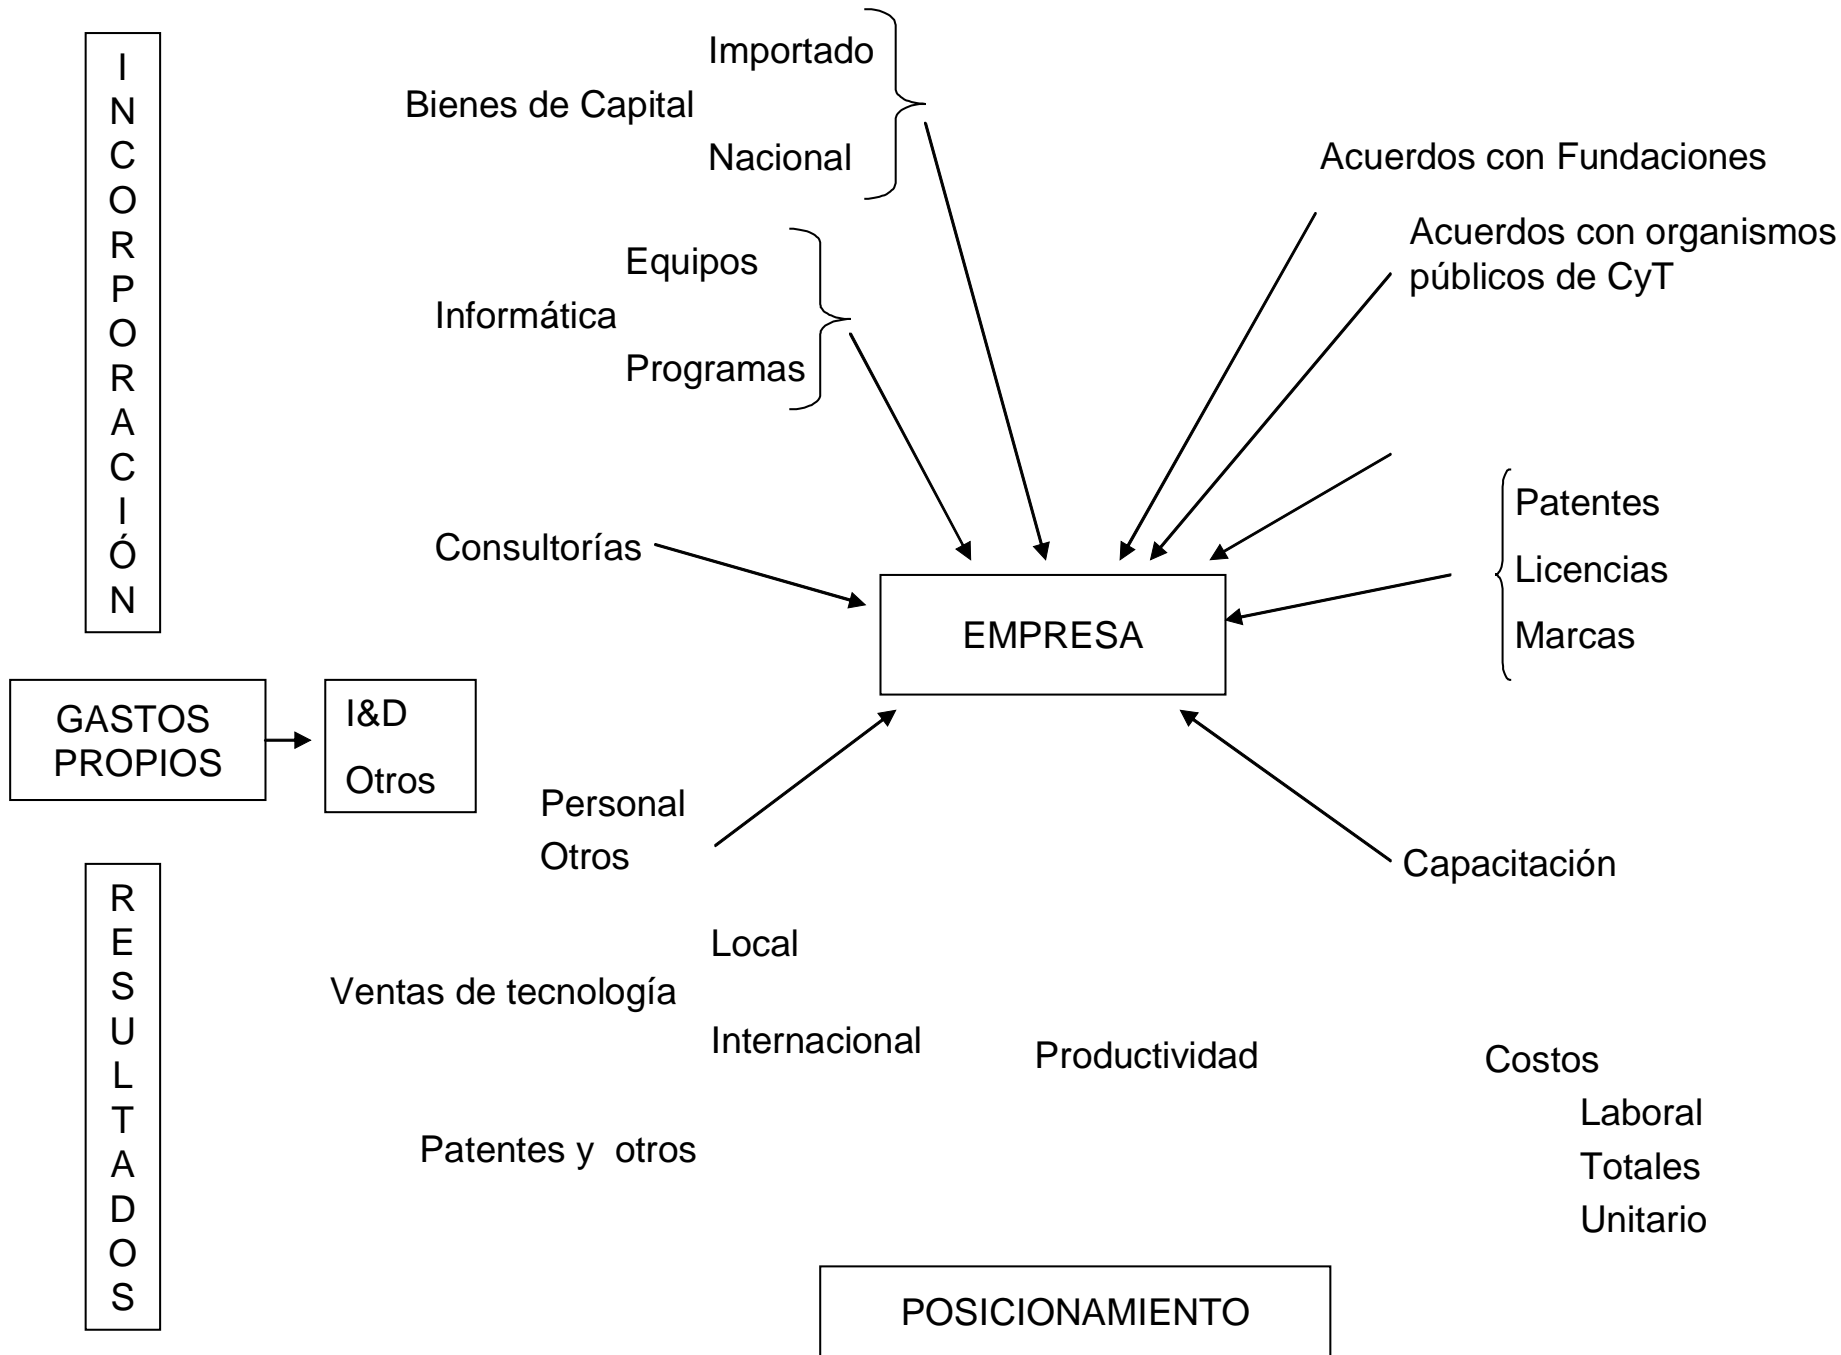 INCORPORACIÓN
Importado
Bienes de Capital
Nacional
Equipos
Informática
Programas
Consultorías
Acuerdos con Fundaciones
Acuerdos con organismos
públicos de CyT
Patentes
Licencias
Marcas
EMPRESA
GASTOS
PROPIOS
I&D
Otros
Personal
Otros
Capacitación
RESULTADOS
Local
Ventas de tecnología
Internacional
Patentes y otros
Productividad
Costos
Laboral
Totales
Unitario
POSICIONAMIENTO